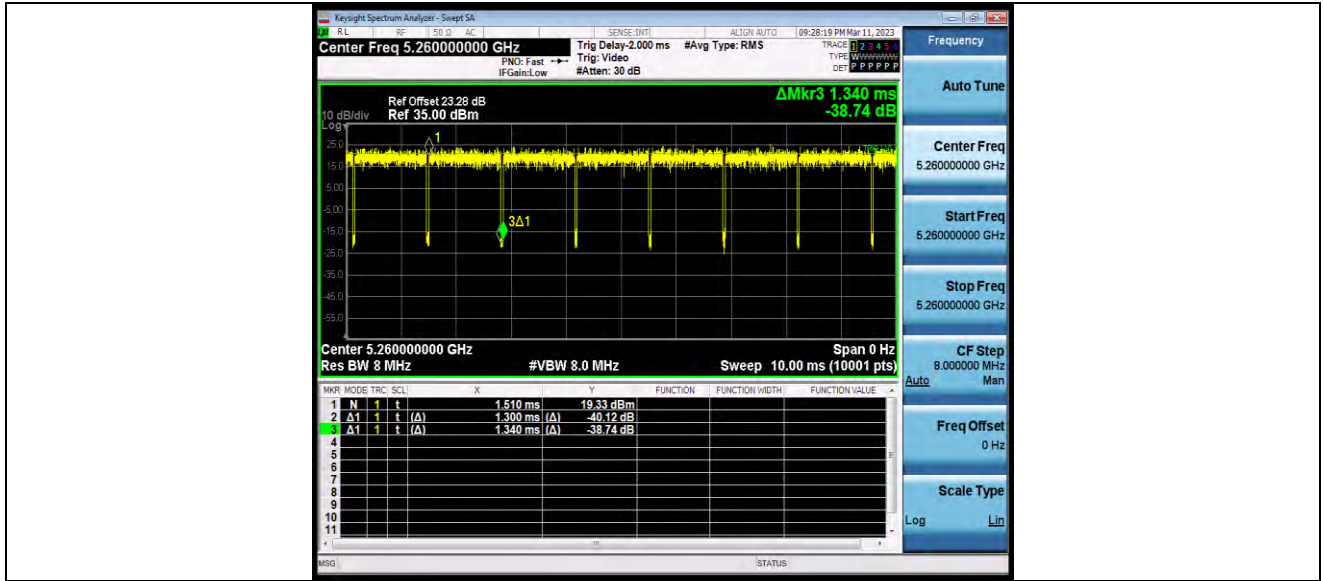 Keysight Spectrum Analyzer - Swept SA
RL RF 50 Ω AC SENSE:INT ALIGN AUTO 09:28:19 PM Mar 11, 2023
Center Freq 5.260000000 GHz
PNO: Fast
IFGain:Low
Trig Delay-2.000 ms
Trig: Video
#Atten: 30 dB
#Avg Type: RMS
TRACE 1 2 3 4 5 6
TYPE WWWWWW
DET P P P P P P
Ref Offset 23.28 dB
10 dB/div Ref 35.00 dBm
Log
ΔMkr3 1.340 ms
-38.74 dB
25.0
15.0
5.00
-5.00
-15.0
-25.0
-35.0
-45.0
-55.0
1
3Δ1
Center 5.260000000 GHz Span 0 Hz
Res BW 8 MHz #VBW 8.0 MHz Sweep 10.00 ms (10001 pts)
MKR MODE TRC SCL X Y FUNCTION FUNCTION WIDTH FUNCTION VALUE
1 N 1 t 1.510 ms 19.33 dBm
2 Δ1 1 t (Δ) 1.300 ms (Δ) -40.12 dB
3 Δ1 1 t (Δ) 1.340 ms (Δ) -38.74 dB
4
5
6
7
8
9
10
11
MSG STATUS
Frequency
Auto Tune
Center Freq
5.260000000 GHz
Start Freq
5.260000000 GHz
Stop Freq
5.260000000 GHz
CF Step
8.000000 MHz
Auto Man
Freq Offset
0 Hz
Scale Type
Log Lin